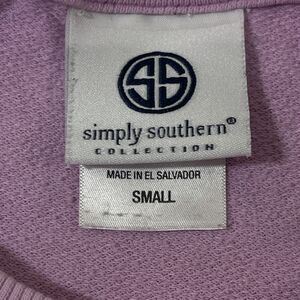 SS
simply southern®
COLLECTION
MADE IN EL SALVADOR
SMALL